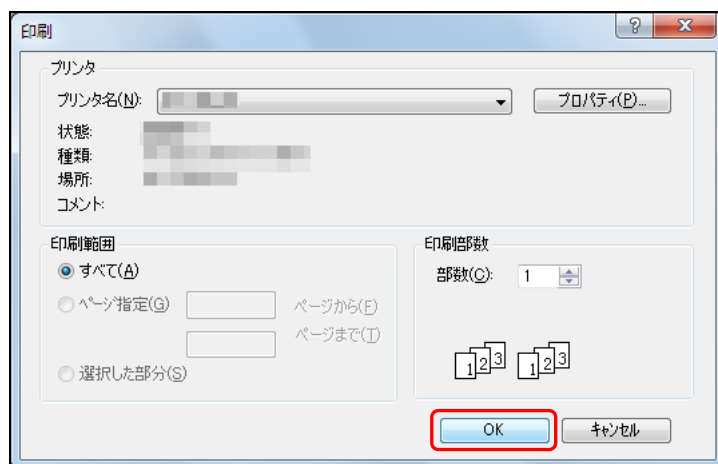 印刷
プリンタ
プリンタ名(N):
プロパティ(P)...
状態:
種類:
場所:
コメント:
印刷範囲
すべて(A)
ページ指定(G)
ページから(F)
ページまで(T)
選択した部分(S)
印刷部数
部数(C): 1
1 2 3 1 2 3
OK
キャンセル